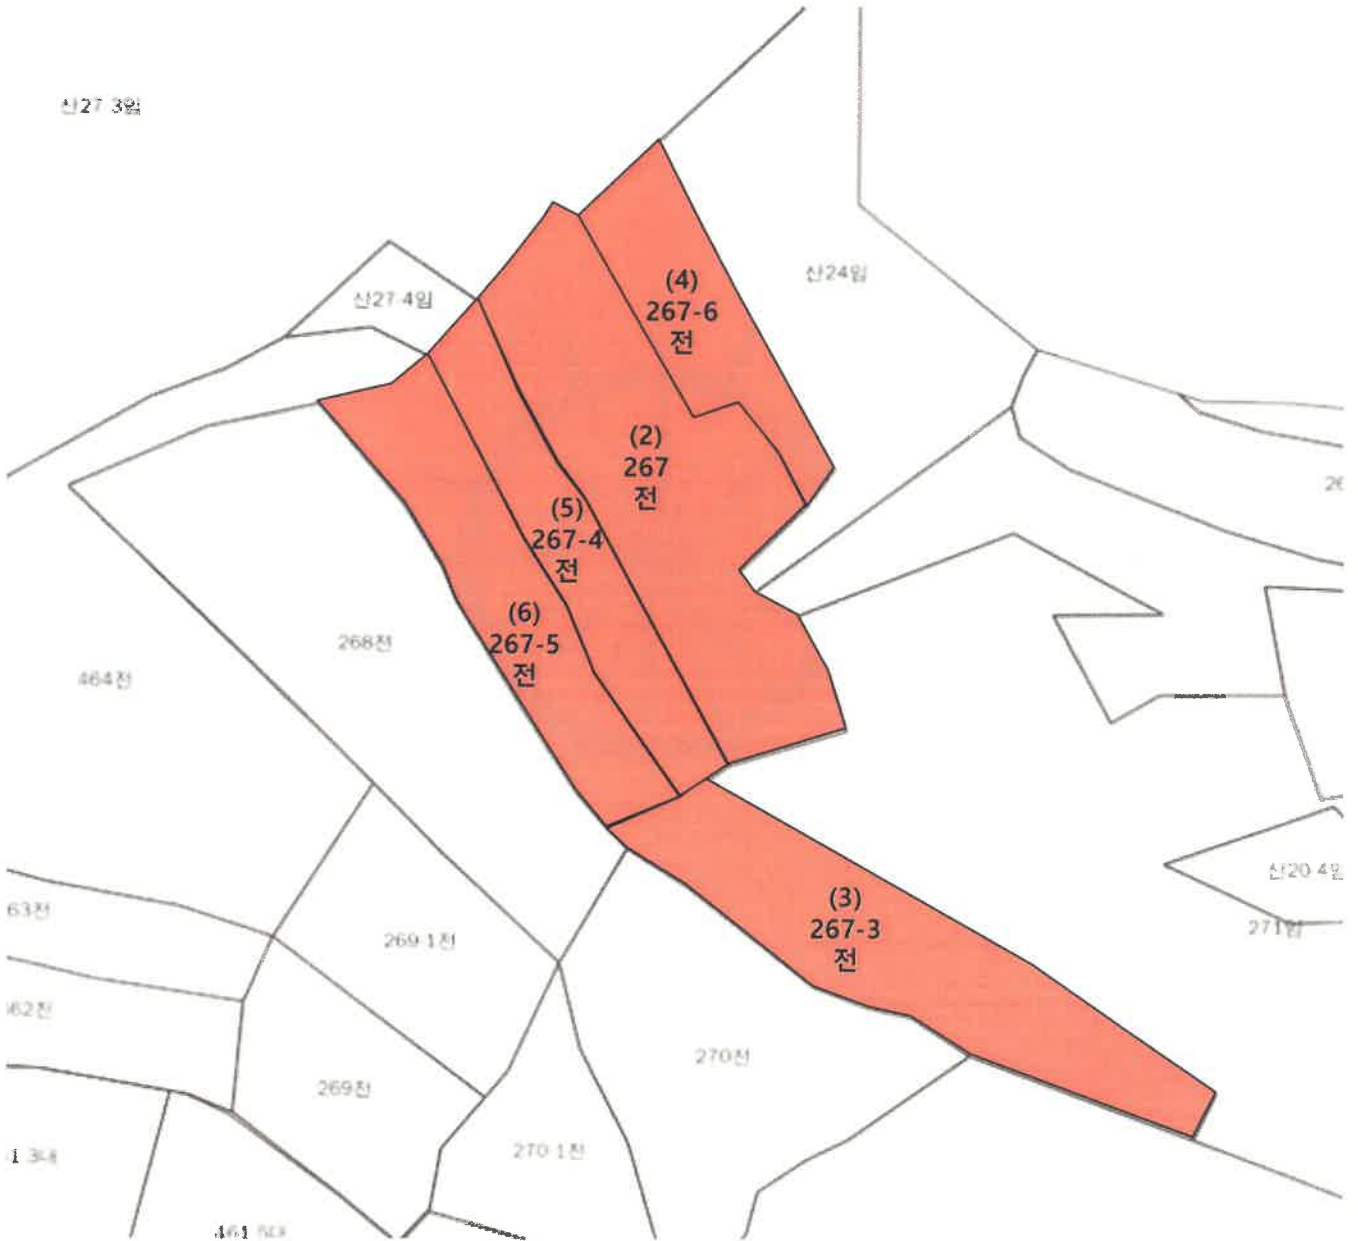 산27-3임
산24임
(4)
267-6
전
산27-4임
(2)
267
전
(5)
267-4
전
(6)
267-5
전
268전
464전
산20-4임
(3)
267-3
전
271임
63전
269-1전
62전
270전
269전
270-1전